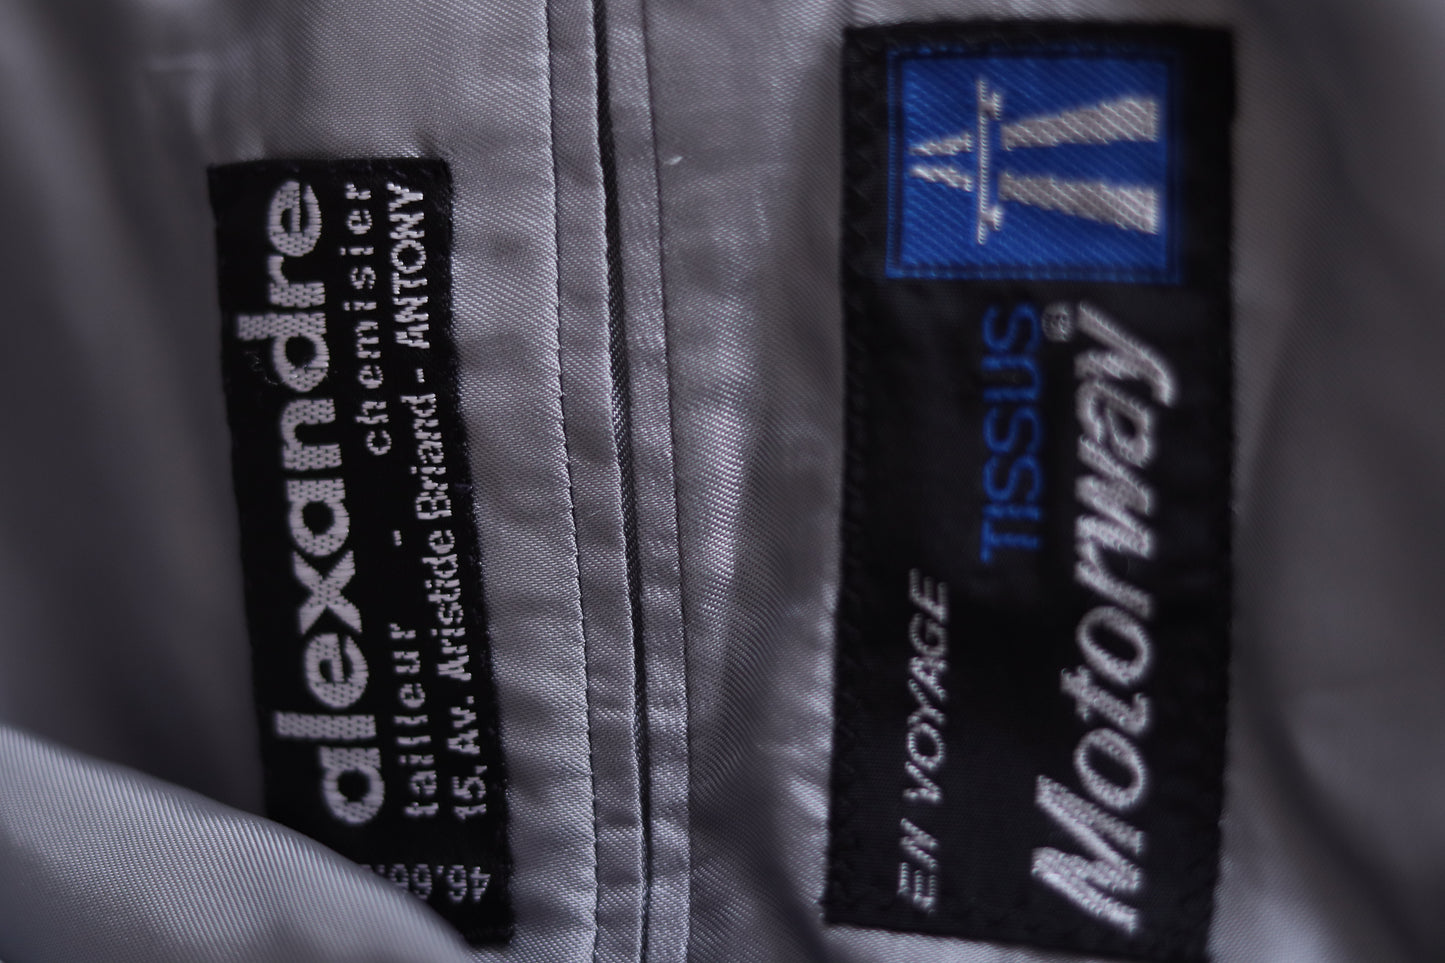 alexandre
tailleur - chemisier
15, Av. Aristide Briand - ANTONY
EN VOYAGE
TISSUS
Motorway®